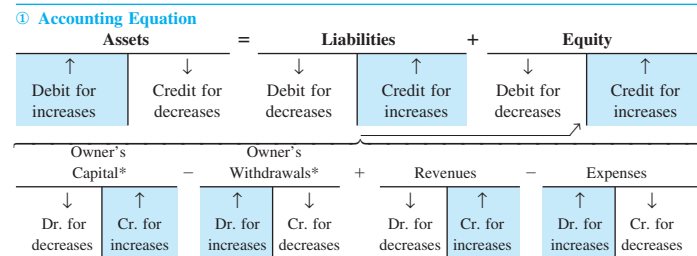 ① Accounting Equation
Assets = Liabilities + Equity
↑ ↓ ↓ ↑ ↓ ↑
Debit for Credit for Debit for Credit for Debit for Credit for
increases decreases decreases increases decreases increases
Owner's Owner's
Capital* − Withdrawals* + Revenues − Expenses
↓ ↑ ↑ ↓ ↓ ↑ ↑ ↓
Dr. for Cr. for Dr. for Cr. for Dr. for Cr. for Dr. for Cr. for
decreases increases increases decreases decreases increases increases decreases